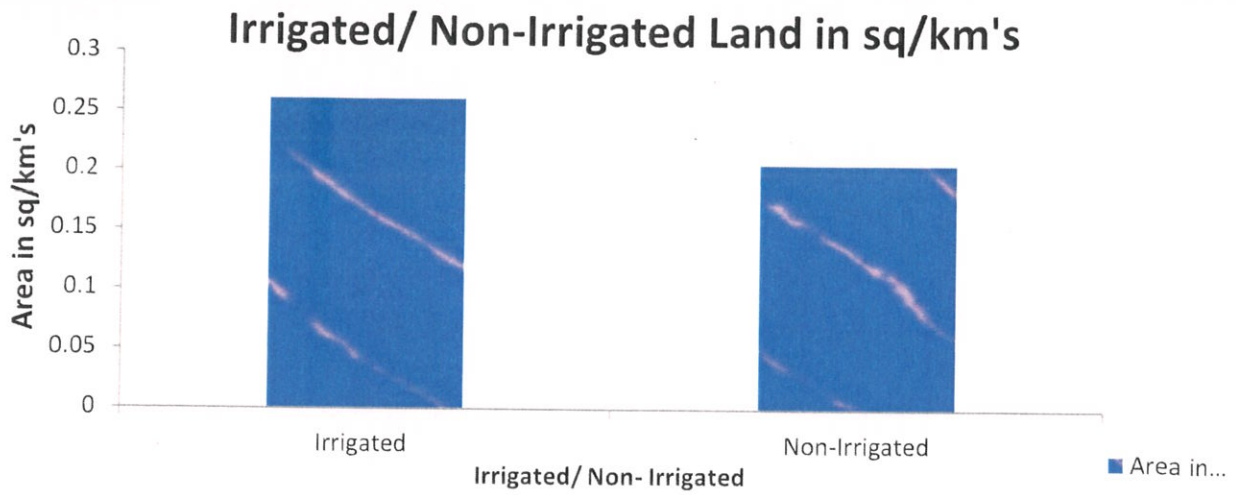 Irrigated/ Non-Irrigated Land in sq/km's
0.3
0.25
0.2
0.15
0.1
0.05
0
Area in sq/km's
Irrigated
Non-Irrigated
Irrigated/ Non- Irrigated
Area in...